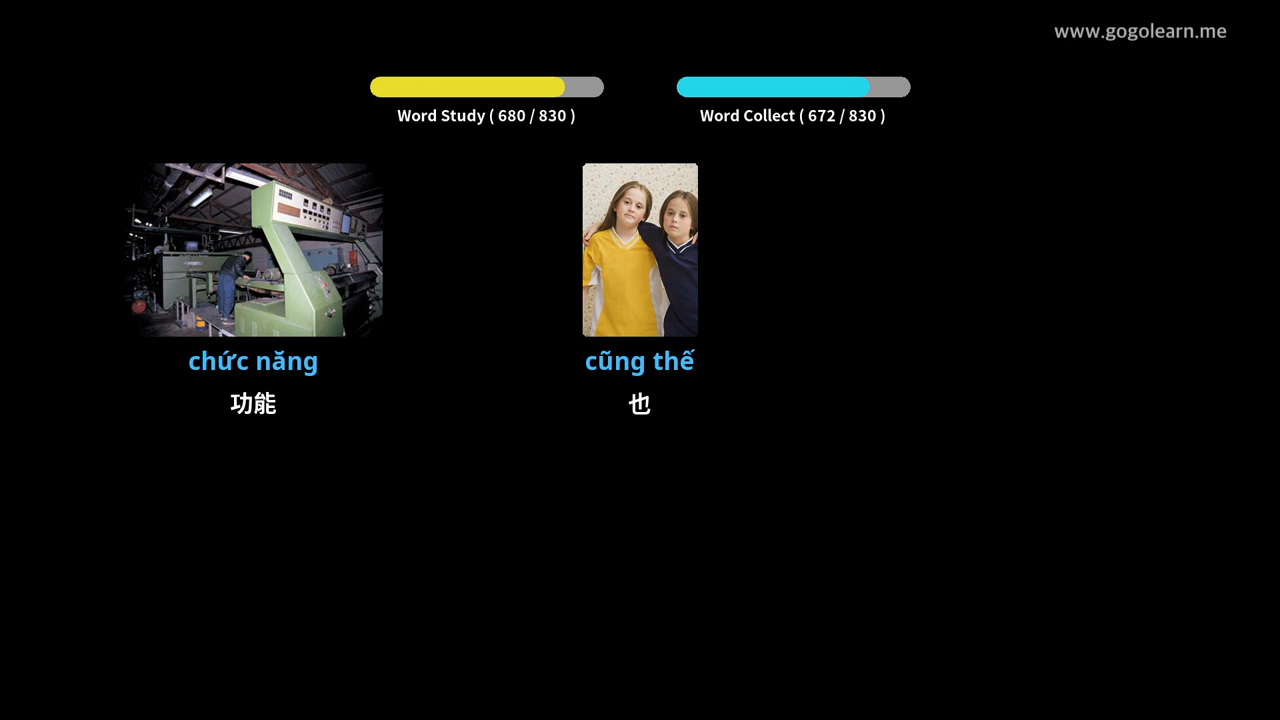 www.gogolearn.me
Word Study ( 680 / 830 )
Word Collect ( 672 / 830 )
chức năng
功能
cũng thế
也